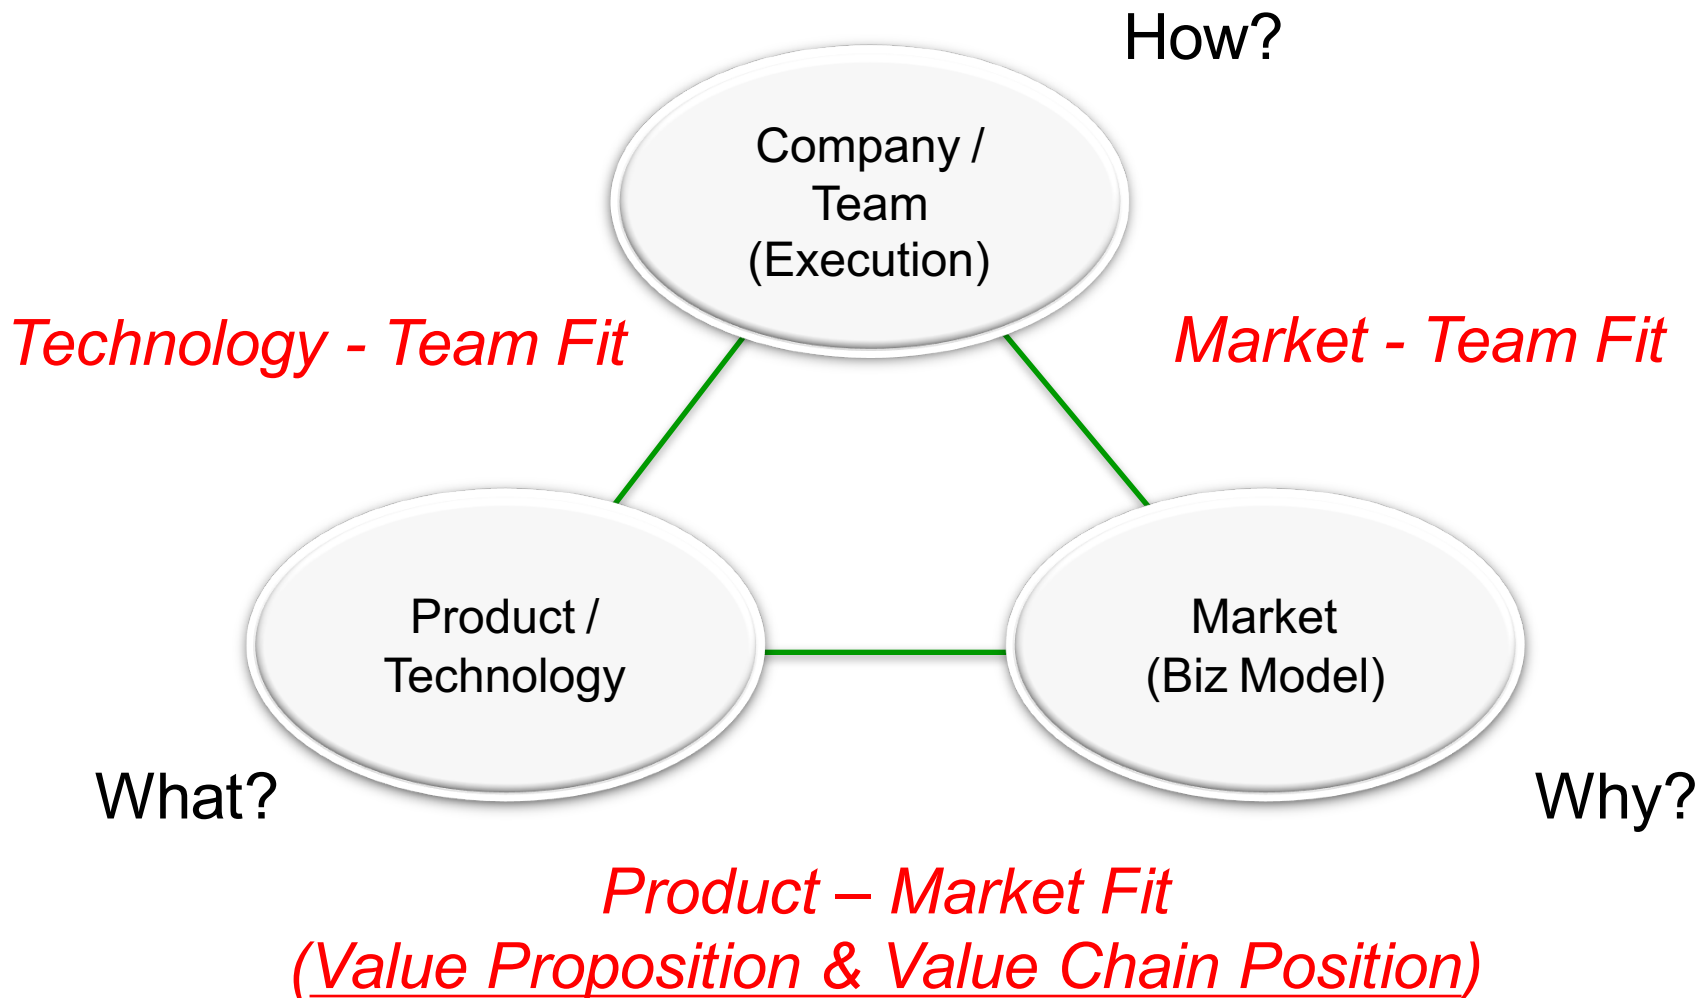 How?
Company /
Team
(Execution)
Technology - Team Fit
Market - Team Fit
Product /
Technology
Market
(Biz Model)
What?
Why?
Product – Market Fit
(Value Proposition & Value Chain Position)